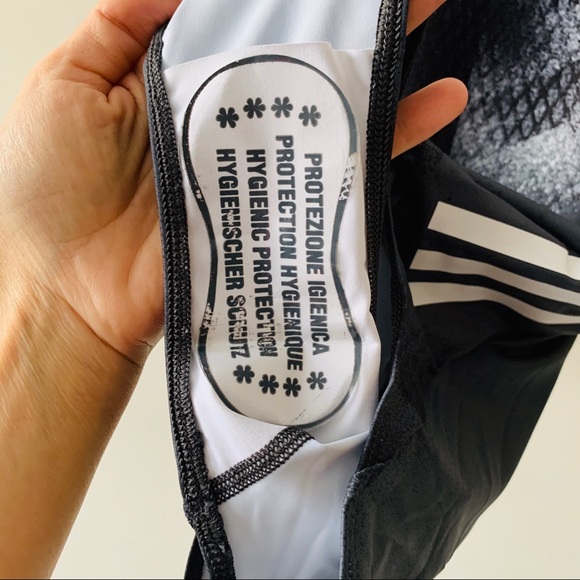 PROTEZIONE IGIENICA
PROTECTION HYGIENIQUE
HYGIENIC PROTECTION
HYGIENISCHER SCHUTZ